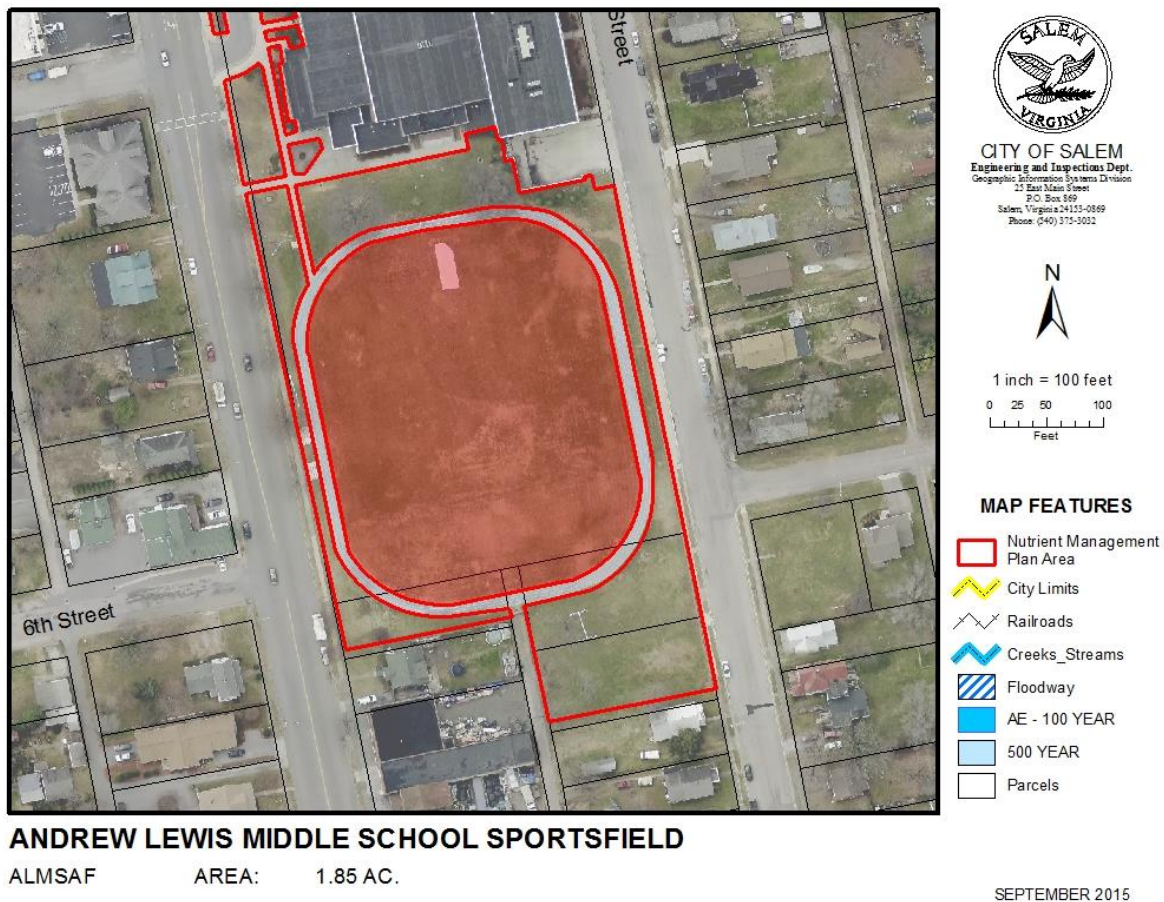 Street
6th Street
SALEM
VIRGINIA
CITY OF SALEM
Engineering and Inspections Dept.
Geographic Information Systems Division
25 East Main Street
P.O. Box 869
Salem, Virginia 24153-0869
Phone: (540) 375-3032
N
1 inch = 100 feet
0 25 50 100
Feet
MAP FEATURES
Nutrient Management
Plan Area
City Limits
Railroads
Creeks_Streams
Floodway
AE - 100 YEAR
500 YEAR
Parcels
ANDREW LEWIS MIDDLE SCHOOL SPORTSFIELD
ALMSAF AREA: 1.85 AC.
SEPTEMBER 2015